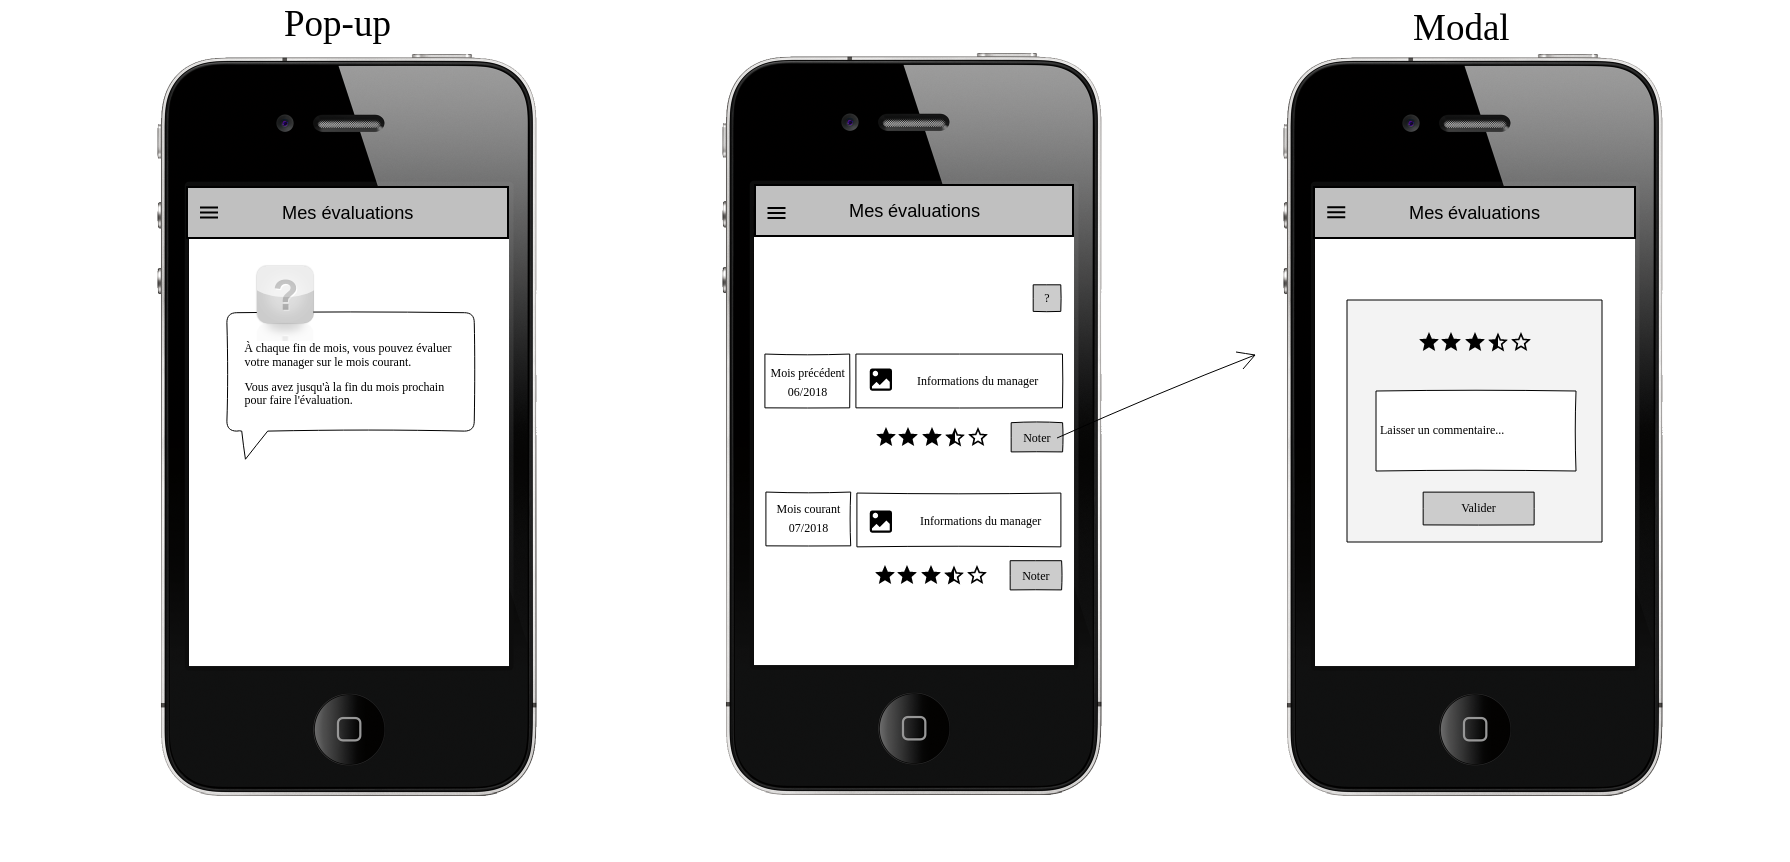 Pop-up
Mes évaluations
?
À chaque fin de mois, vous pouvez évaluer
votre manager sur le mois courant.
Vous avez jusqu'à la fin du mois prochain
pour faire l'évaluation.
Mes évaluations
?
Mois précédent
06/2018
Informations du manager
Noter
Mois courant
07/2018
Informations du manager
Noter
Modal
Mes évaluations
Laisser un commentaire...
Valider